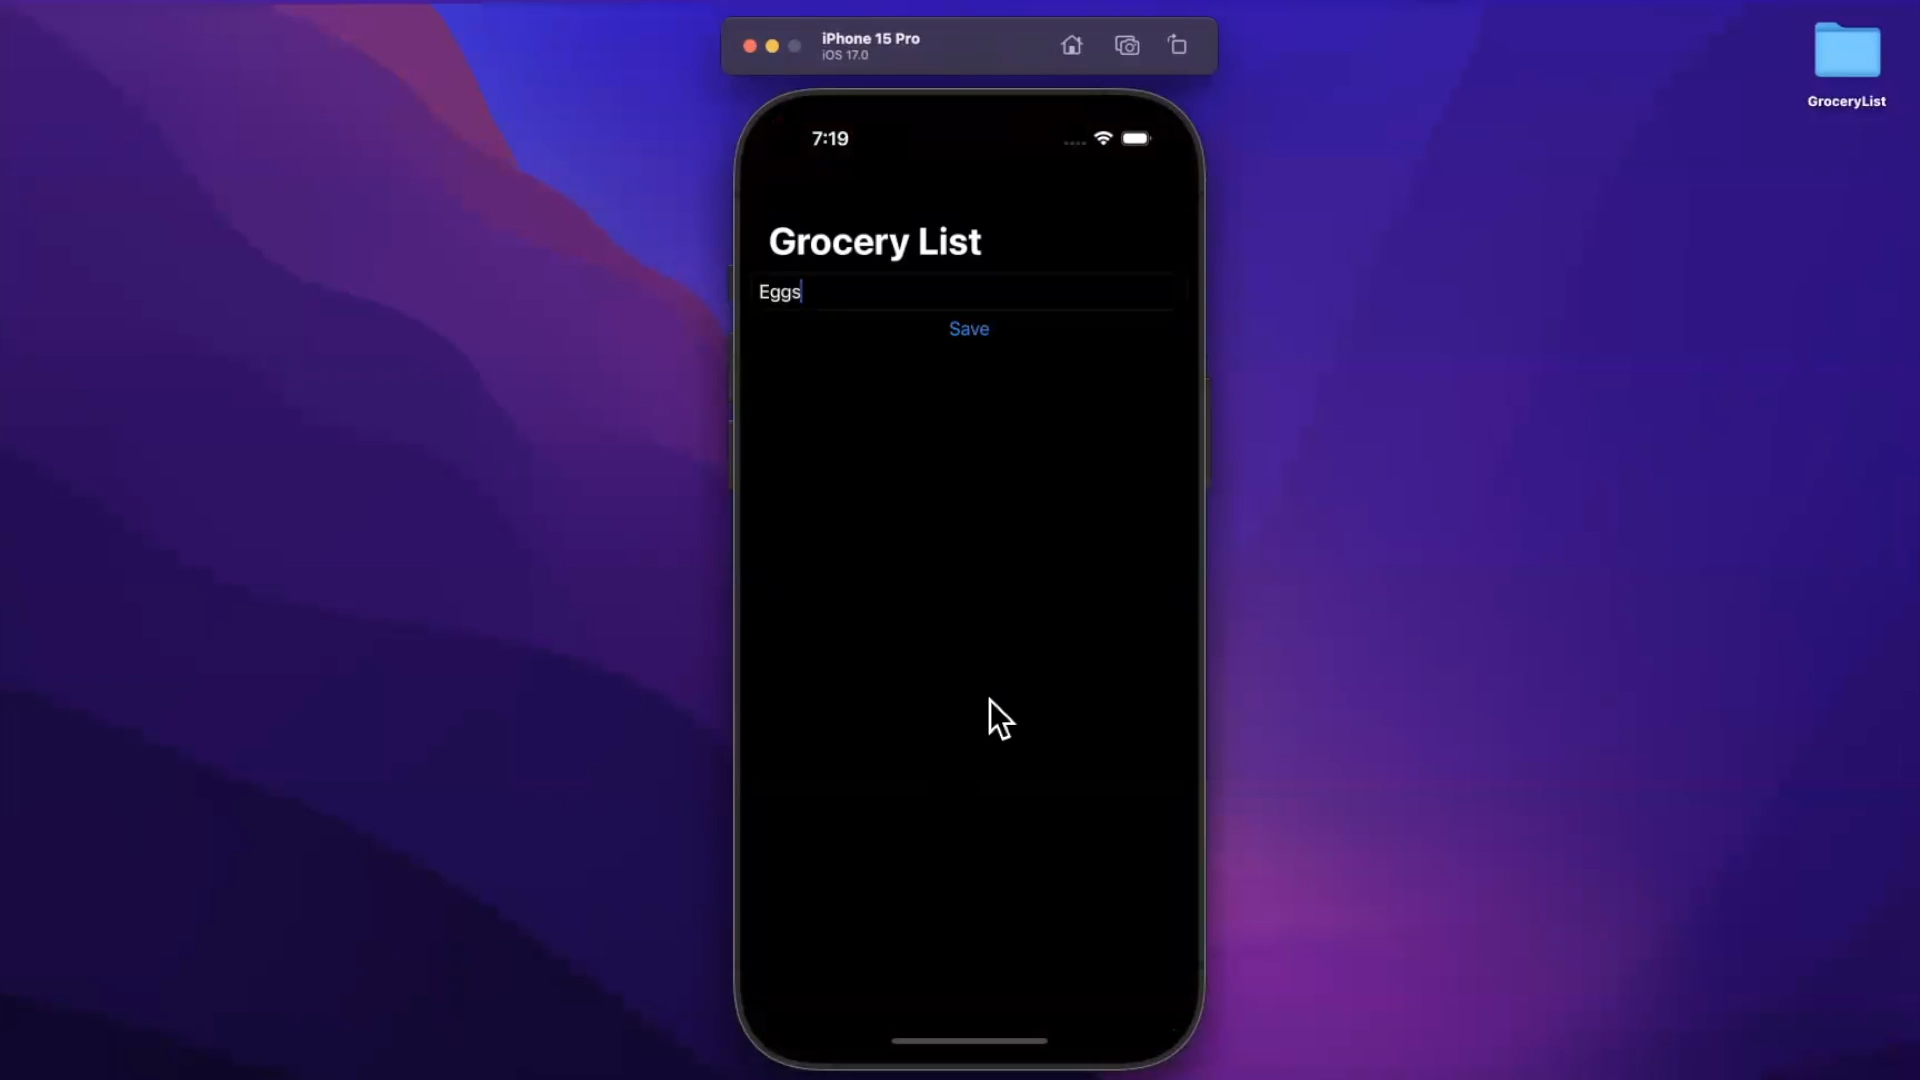 iPhone 15 Pro
iOS 17.0
GroceryList
7:19
Grocery List
Eggs
Save